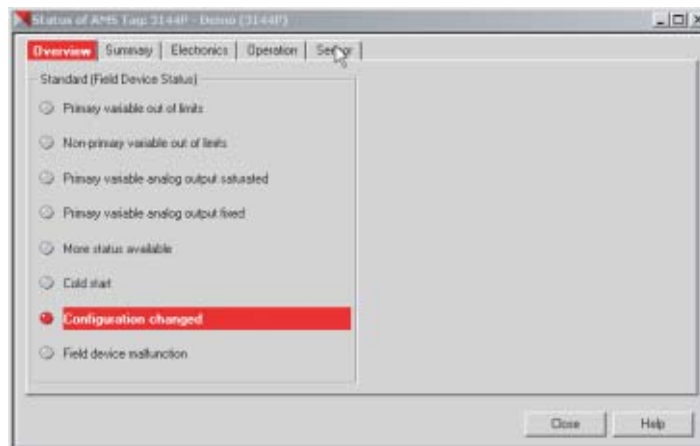 Status of AMS Tag: 3144P - Demo (3144P)
Overview Summary Electronics Operation Sensor
Standard (Field Device Status)
Primary variable out of limits
Non-primary variable out of limits
Primary variable analog output saturated
Primary variable analog output fixed
More status available
Cold start
Configuration changed
Field device malfunction
Close Help